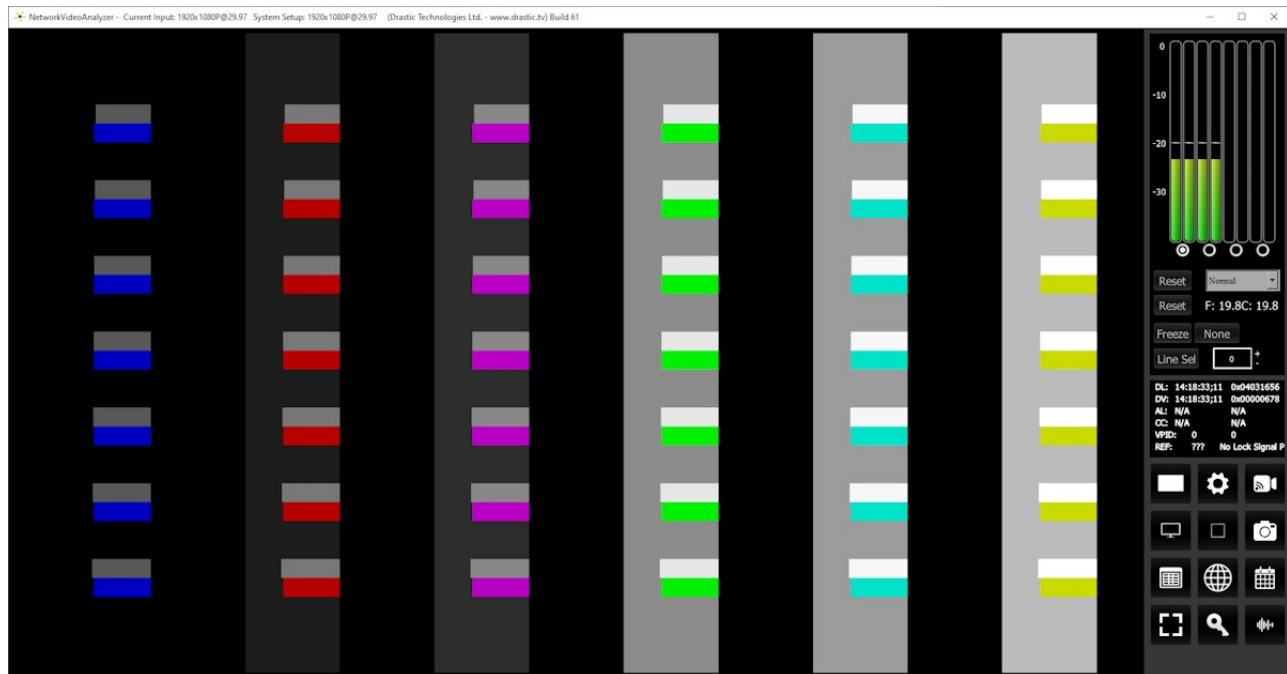 NetworkVideoAnalyzer - Current Input: 1920x1080P@29.97 System Setup: 1920x1080P@29.97 (Drastic Technologies Ltd. - www.drastic.tv) Build 61
0
-10
-20
-30
Reset Normal
Reset F: 19.8C: 19.8
Freeze None
Line Sel 0 + -
DL: 14:18:33;11 0x04031656
DV: 14:18:33;11 0x00000678
AL: N/A N/A
CC: N/A N/A
VPID: 0 0
REF: ??? No Lock Signal P